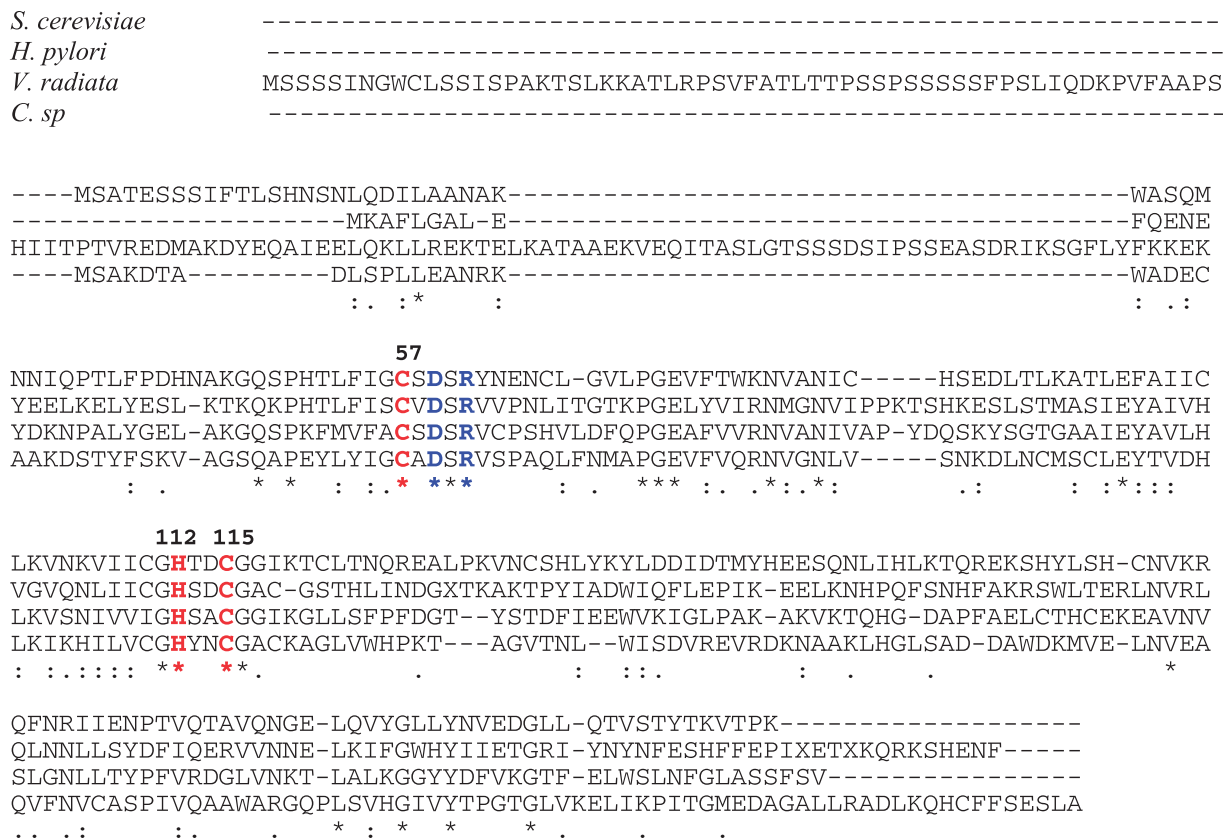 S. cerevisiae ------------------------------------------------------------
H. pylori ------------------------------------------------------------
V. radiata MSSSSINGWCLSSISPAKTSLKKATLRPSVFATLTTPSSPSSSSSFPSLIQDKPVFAAPS
C. sp ------------------------------------------------------------
----MSATESSSIFTLSHNSNLQDILAANAK---------------------------------------WASQM
---------------------MKAFLGAL-E---------------------------------------FQENE
HIITPTVREDMAKDYEQAIEELQKLLREKTELKATAAEKVEQITASLGTSSSDSIPSSEASDRIKSGFLYFKKEK
----MSAKDTA---------DLSPLLEANRK---------------------------------------WADEC
:. :* : : .:
57
NNIQPTLFPDHNAKGQSPHTLFIGCSDSRYNENCL-GVLPGEVFTWKNVANIC-----HSEDLTLKATLEFAIIC
YEELKELYESL-KTKQKPHTLFISCVDSRVVPNLITGTKPGELYVIRNMGNVIPPKTSHKESLSTMASIEYAIVH
YDKNPALYGEL-AKGQSPKFMVFACSDSRVCPSHVLDFQPGEAFVVRNVANIVAP-YDQSKYSGTGAAIEYAVLH
AAKDSTYFSKV-AGSQAPEYLYIGCADSRVSPAQLFNMAPGEVFVQRNVGNLV-----SNKDLNCMSCLEYTVDH
: . * * : :. * *** : . *** :. *:.*: .: : :*:::
112 115
LKVNKVIICGHTDCGGIKTCLTNQREALPKVNCSHLYKYLDDIDTMYHEESQNLIHLKTQREKSHYLSH-CNVKR
VGVQNLIICGHSDCGAC-GSTHLINDGXTKAKTPYIADWIQFLEPIK-EELKNHPQFSNHFAKRSWLTERLNVRL
LKVSNIVVIGHSACGGIKGLLSFPFDGT--YSTDFIEEWVKIGLPAK-AKVKTQHG-DAPFAELCTHCEKEAVNV
LKIKHILVCGHYNCGACKAGLVWHPKT---AGVTNL--WISDVREVRDKNAAKLHGLSAD-DAWDKMVE-LNVEA
: :.:::: ** **. . : ::. : . . *
QFNRIIENPTVQTAVQNGE-LQVYGLLYNVEDGLL-QTVSTYTKVTPK-------------------
QLNNLLSYDFIQERVVNNE-LKIFGWHYIIETGRI-YNYNFESHFFEPIXETXKQRKSHENF-----
SLGNLLTYPFVRDGLVNKT-LALKGGYYDFVKGTF-ELWSLNFGLASSFSV----------------
QVFNVCASPIVQAAWARGQPLSVHGIVYTPGTGLVKELIKPITGMEDAGALLRADLKQHCFFSESLA
.. .: :. . * : * * * . . .